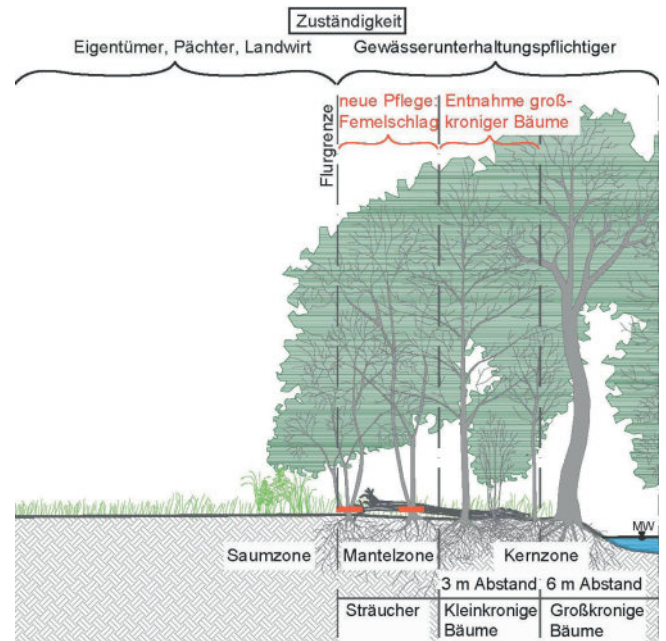 Zuständigkeit
Eigentümer, Pächter, Landwirt
Gewässerunterhaltungspflichtiger
Flurgrenze
neue Pflege:
Femelschlag
Entnahme groß-
kroniger Bäume
MW
Saumzone
Mantelzone
Kernzone
3 m Abstand
6 m Abstand
Sträucher
Kleinkronige
Bäume
Großkronige
Bäume